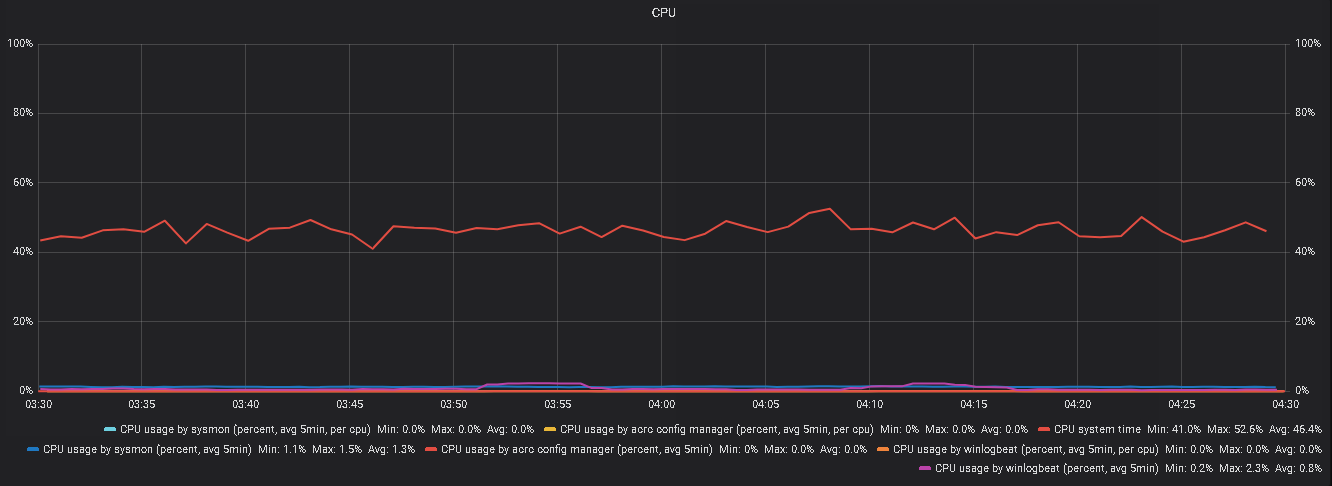 CPU
100% 100%
80% 80%
60% 60%
40% 40%
20% 20%
0% 0%
03:30 03:35 03:40 03:45 03:50 03:55 04:00 04:05 04:10 04:15 04:20 04:25 04:30
CPU usage by sysmon (percent, avg 5min, per cpu) Min: 0.0% Max: 0.0% Avg: 0.0% CPU usage by acrc config manager (percent, avg 5min, per cpu) Min: 0% Max: 0.0% Avg: 0.0% CPU system time Min: 41.0% Max: 52.6% Avg: 46.4%
CPU usage by sysmon (percent, avg 5min) Min: 1.1% Max: 1.5% Avg: 1.3% CPU usage by acrc config manager (percent, avg 5min) Min: 0% Max: 0.0% Avg: 0.0% CPU usage by winlogbeat (percent, avg 5min, per cpu) Min: 0.0% Max: 0.0% Avg: 0.0%
CPU usage by winlogbeat (percent, avg 5min) Min: 0.2% Max: 2.3% Avg: 0.8%